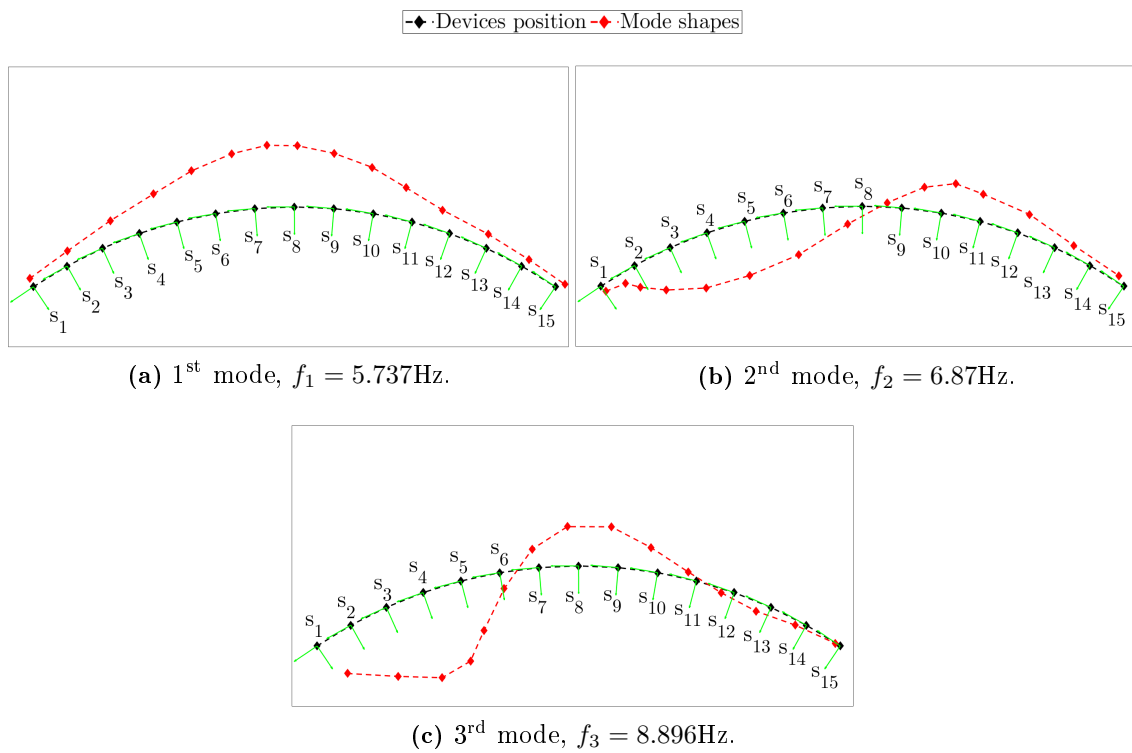 Devices position Mode shapes
s1 s2 s3 s4 s5 s6 s7 s8 s9 s10 s11 s12 s13 s14 s15
(a) 1st mode, f1 = 5.737Hz.
s1 s2 s3 s4 s5 s6 s7 s8 s9 s10 s11 s12 s13 s14 s15
(b) 2nd mode, f2 = 6.87Hz.
s1 s2 s3 s4 s5 s6 s7 s8 s9 s10 s11 s12 s13 s14 s15
(c) 3rd mode, f3 = 8.896Hz.